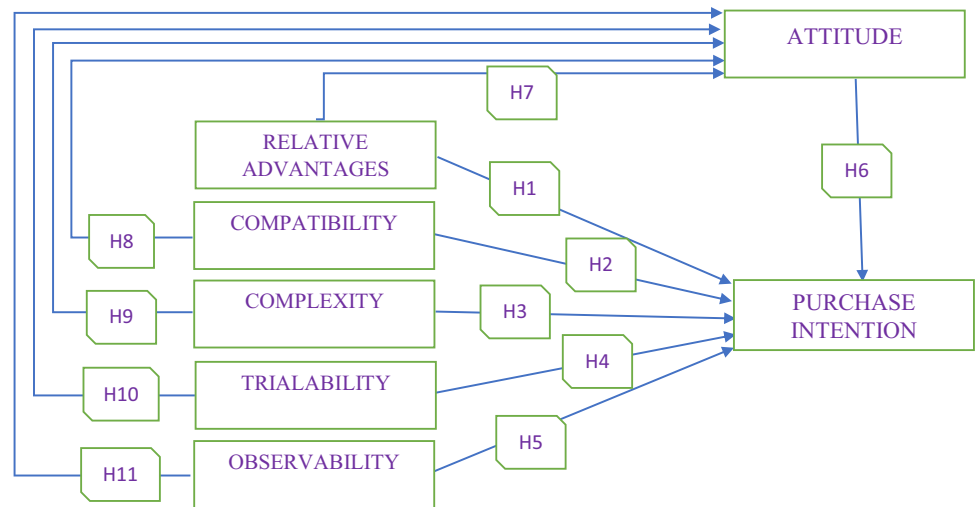 ATTITUDE
H7
RELATIVE
ADVANTAGES
H6
H1
COMPATIBILITY
H8
H2
COMPLEXITY
H9
H3
PURCHASE
INTENTION
TRIALABILITY
H10
H4
OBSERVABILITY
H11
H5